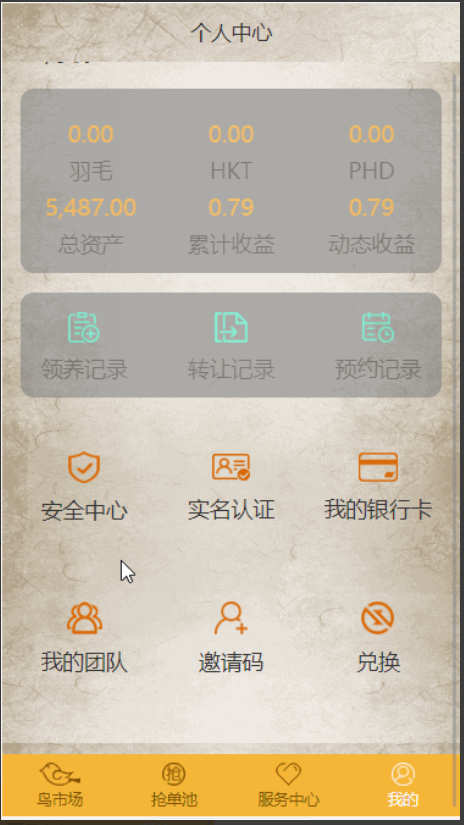 个人中心
0.00 0.00 0.00
羽毛 HKT PHD
5,487.00 0.79 0.79
总资产 累计收益 动态收益
领养记录 转让记录 预约记录
安全中心 实名认证 我的银行卡
我的团队 邀请码 兑换
抢
鸟市场 抢单池 服务中心 我的